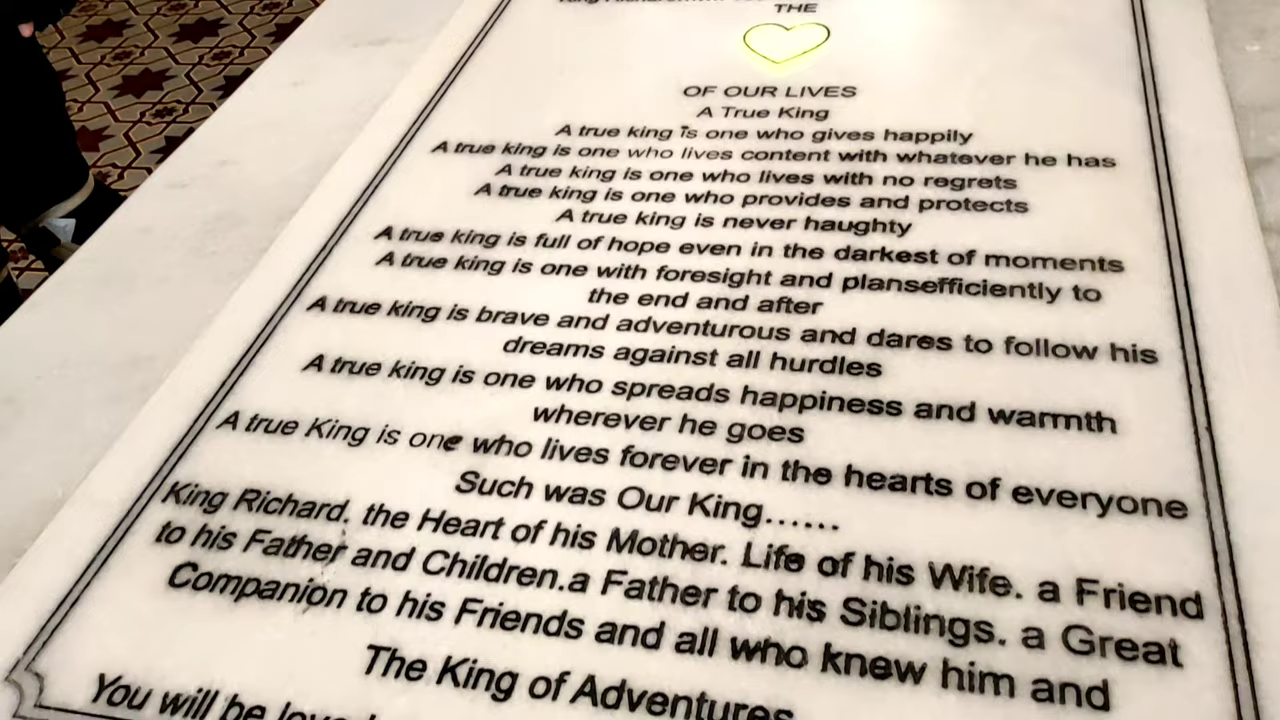 THE
OF OUR LIVES
A True King
A true king is one who gives happily
A true king is one who lives content with whatever he has
A true king is one who lives with no regrets
A true king is one who provides and protects
A true king is never haughty
A true king is full of hope even in the darkest of moments
A true king is one with foresight and plansefficiently to
the end and after
A true king is brave and adventurous and dares to follow his
dreams against all hurdles
A true king is one who spreads happiness and warmth
wherever he goes
A true King is one who lives forever in the hearts of everyone
Such was Our King......
King Richard. the Heart of his Mother. Life of his Wife. a Friend
to his Father and Children.a Father to his Siblings. a Great
Companion to his Friends and all who knew him and
The King of Adventures
You will be